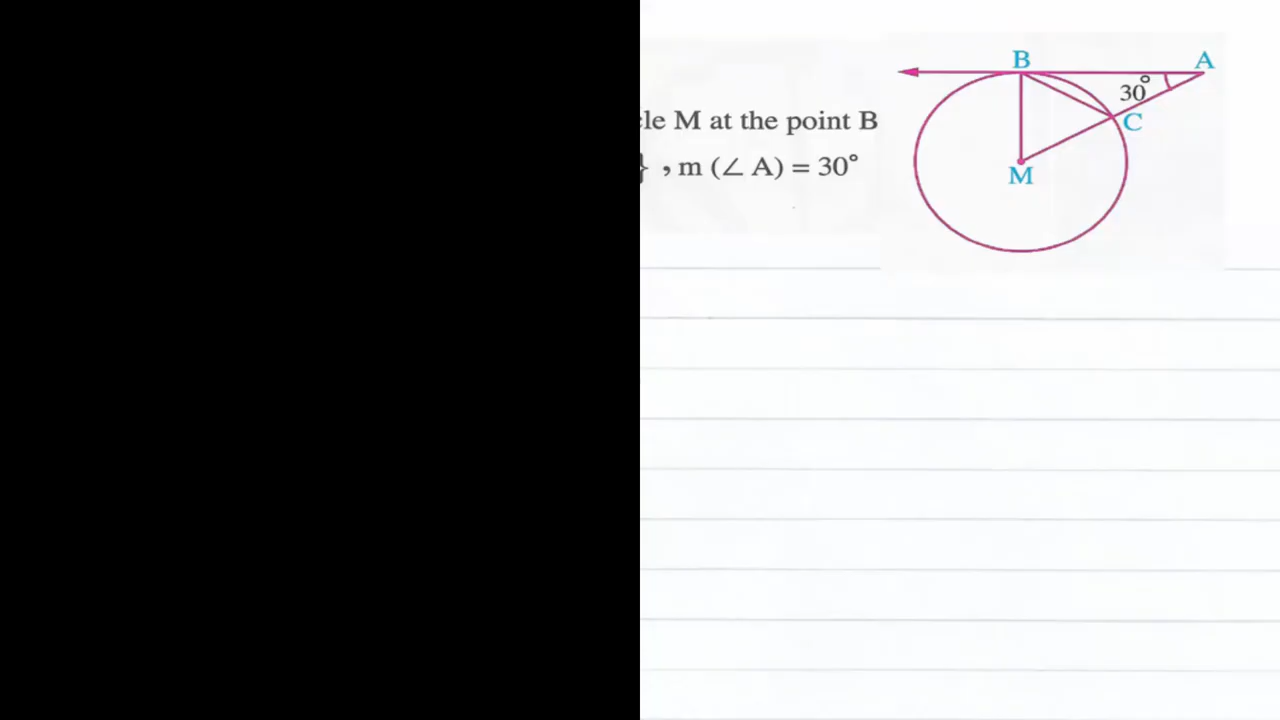 B
A
30°
C
M
le M at the point B
, m (∠ A) = 30°